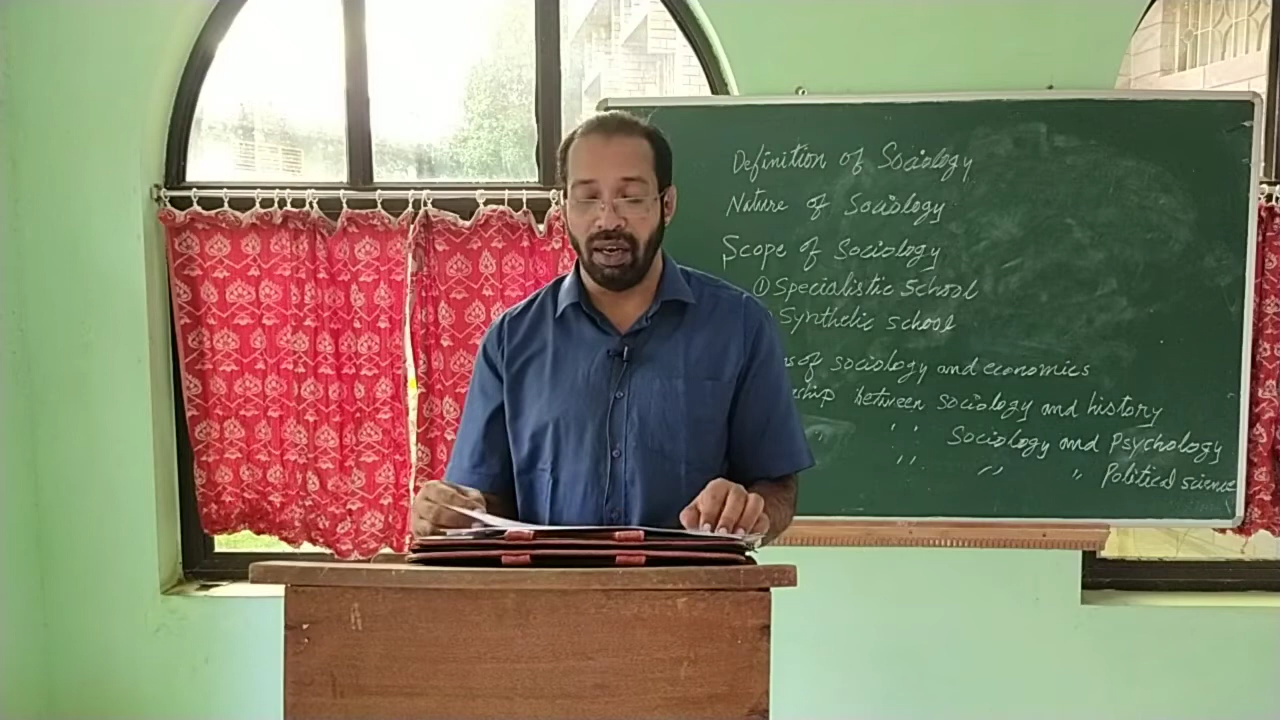 Definition of Sociology
Nature of Sociology
Scope of Sociology
① Specialistic School
Synthetic school
of sociology and economics
between sociology and history
,, Sociology and Psychology
,, ,, ,, Political science